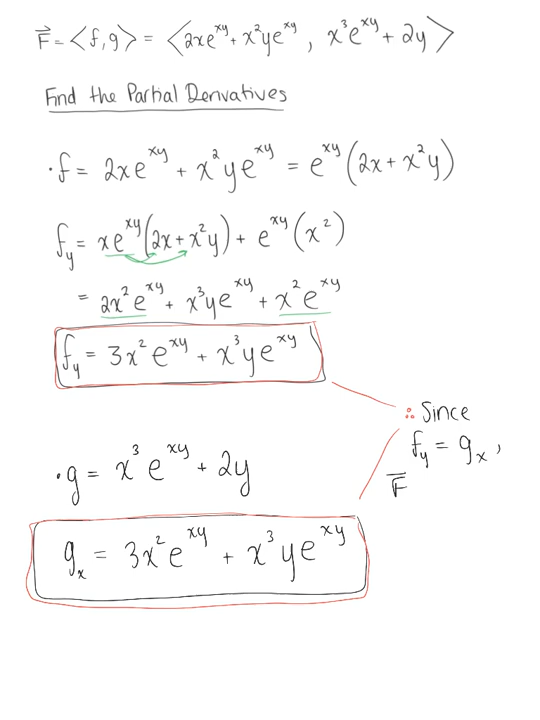 F⃗ = ⟨f, g⟩ = ⟨2xe^xy + x²ye^xy , x³e^xy + 2y⟩
Find the Partial Derivatives
· f = 2xe^xy + x²ye^xy = e^xy (2x + x²y)
f_y = xe^xy (2x + x²y) + e^xy (x²)
= 2x²e^xy + x³ye^xy + x²e^xy
f_y = 3x²e^xy + x³ye^xy
∴ Since
f_y = g_x ,
F⃗
· g = x³e^xy + 2y
g_x = 3x²e^xy + x³ye^xy